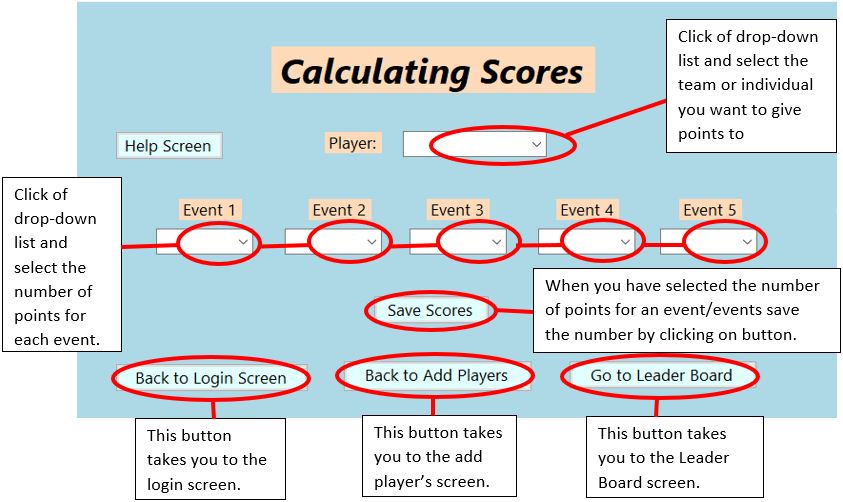 Calculating Scores
Click of drop-down
list and select the
team or individual
you want to give
points to
Help Screen
Player:
Click of
drop-down
list and
select the
number of
points for
each event.
Event 1
Event 2
Event 3
Event 4
Event 5
Save Scores
When you have selected the number
of points for an event/events save
the number by clicking on button.
Back to Login Screen
Back to Add Players
Go to Leader Board
This button
takes you to the
login screen.
This button takes
you to the add
player’s screen.
This button takes
you to the Leader
Board screen.